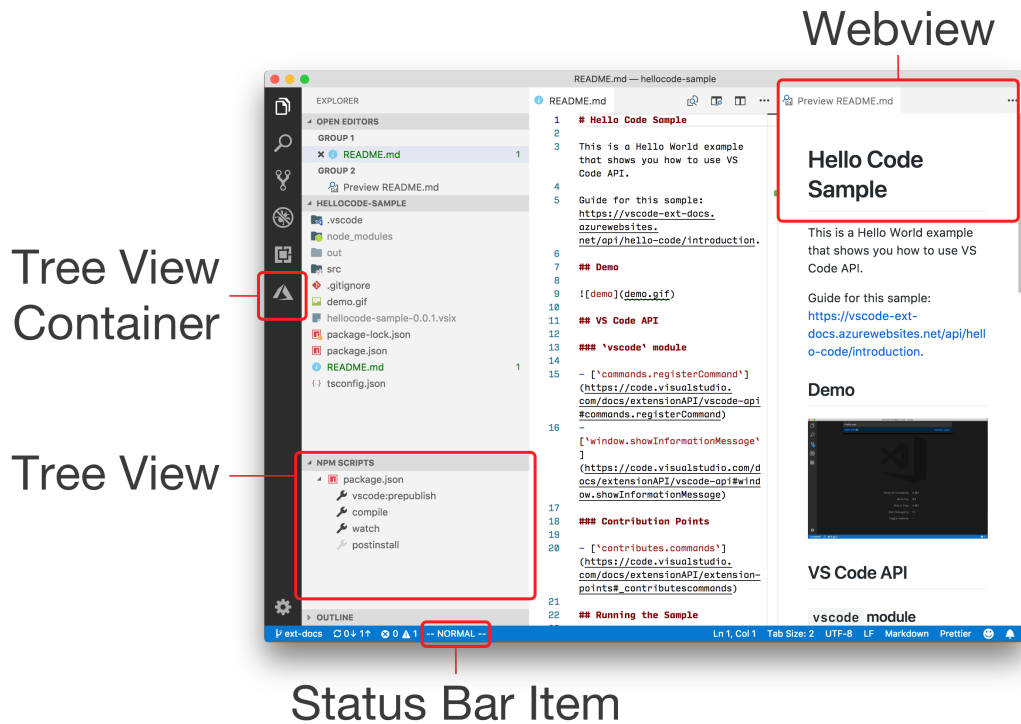 Webview
README.md — hellocode-sample
EXPLORER
OPEN EDITORS
GROUP 1
README.md 1
GROUP 2
Preview README.md
HELLOCODE-SAMPLE
.vscode
node_modules
out
src
.gitignore
demo.gif
hellocode-sample-0.0.1.vsix
package-lock.json
package.json
README.md 1
tsconfig.json
Tree View
Container
Tree View
NPM SCRIPTS
package.json
vscode:prepublish
compile
watch
postinstall
OUTLINE
README.md
1 # Hello Code Sample
2
3 This is a Hello World example
that shows you how to use VS
Code API.
4
5 Guide for this sample:
https://vscode-ext-docs.
azurewebsites.
net/api/hello-code/introduction.
6
7 ## Demo
8
9 ![demo](demo.gif)
10
11 ## VS Code API
12
13 ### `vscode` module
14
15 - [`commands.registerCommand`]
(https://code.visualstudio.
com/docs/extensionAPI/vscode-api
#commands.registerCommand)
16 -
[`window.showInformationMessage`
]
(https://code.visualstudio.com/d
ocs/extensionAPI/vscode-api#wind
ow.showInformationMessage)
17
18 ### Contribution Points
19
20 - [`contributes.commands`]
(https://code.visualstudio.
com/docs/extensionAPI/extension-
points#_contributescommands)
21
22 ## Running the Sample
Preview README.md
Hello Code
Sample
This is a Hello World example
that shows you how to use VS
Code API.
Guide for this sample:
https://vscode-ext-
docs.azurewebsites.net/api/hell
o-code/introduction.
Demo
VS Code API
vscode module
ext-docs 0↓ 1↑ 0 1 -- NORMAL -- Ln 1, Col 1 Tab Size: 2 UTF-8 LF Markdown Prettier
Status Bar Item